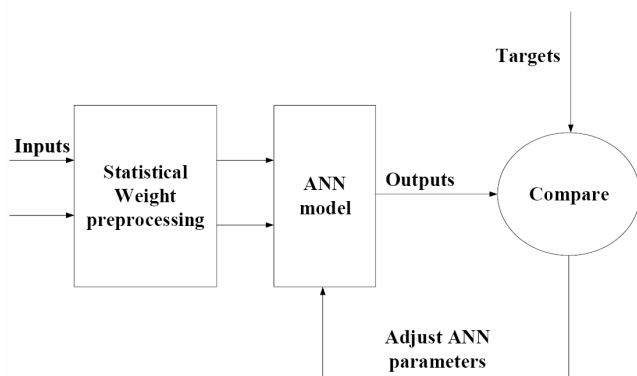 Targets
Inputs
Statistical
Weight
preprocessing
ANN
model
Outputs
Compare
Adjust ANN
parameters